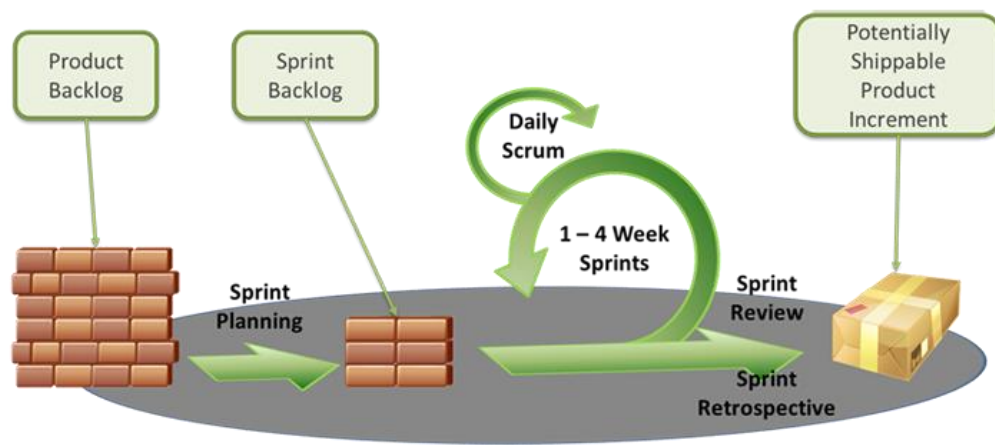 Product
Backlog
Sprint
Backlog
Potentially
Shippable
Product
Increment
Daily
Scrum
1 – 4 Week
Sprints
Sprint
Planning
Sprint
Review
Sprint
Retrospective